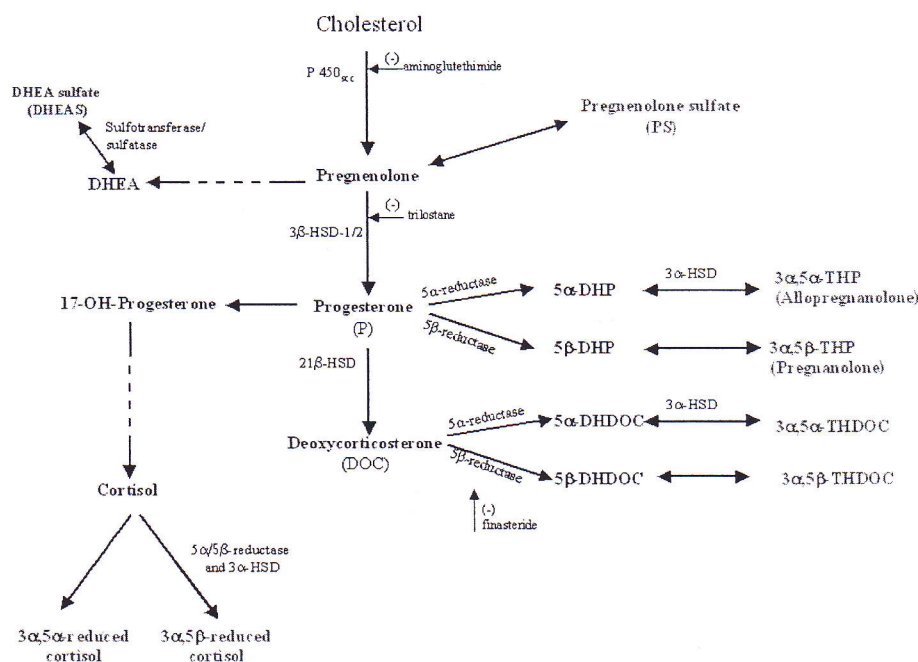 Cholesterol
P 450scc
(-)
aminoglutethimide
DHEA sulfate
(DHEAS)
Sulfotransferase/
sulfatase
Pregnenolone sulfate
(PS)
DHEA
Pregnenolone
(-)
trilostane
3β-HSD-1/2
17-OH-Progesterone
Progesterone
(P)
5α-reductase
5α-DHP
3α-HSD
3α,5α-THP
(Allopregnanolone)
5β-reductase
5β-DHP
3α,5β-THP
(Pregnanolone)
21β-HSD
Deoxycorticosterone
(DOC)
5α-reductase
5α-DHDOC
3α-HSD
3α,5α-THDOC
5β-reductase
5β-DHDOC
3α,5β-THDOC
(-)
finasteride
Cortisol
5α/5β-reductase
and 3α-HSD
3α,5α-reduced
cortisol
3α,5β-reduced
cortisol